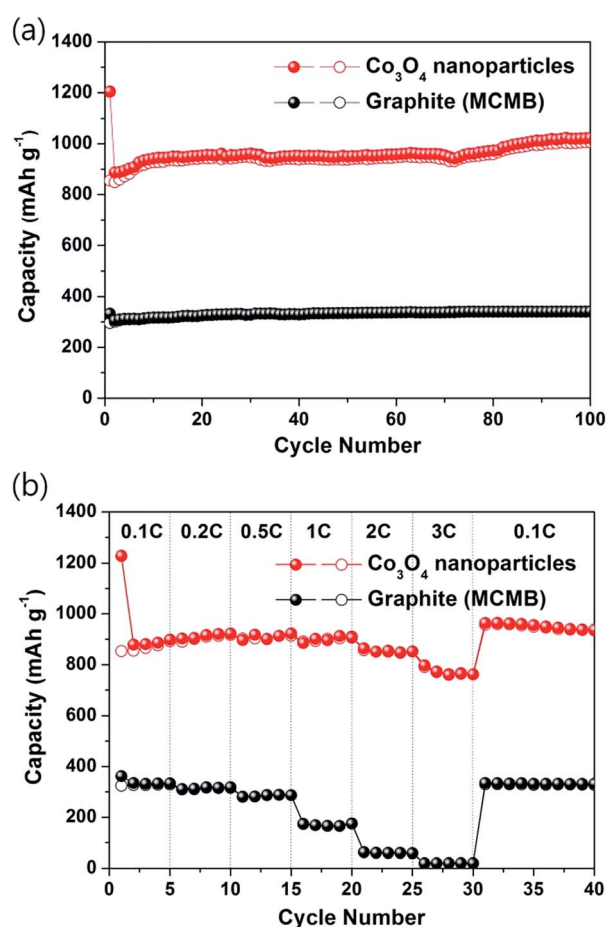 (a)
1400
1200
1000
800
600
400
200
0
Capacity (mAh g⁻¹)
Co₃O₄ nanoparticles
Graphite (MCMB)
0 20 40 60 80 100
Cycle Number
(b)
1400
1200
1000
800
600
400
200
0
Capacity (mAh g⁻¹)
0.1C 0.2C 0.5C 1C 2C 3C 0.1C
Co₃O₄ nanoparticles
Graphite (MCMB)
0 5 10 15 20 25 30 35 40
Cycle Number